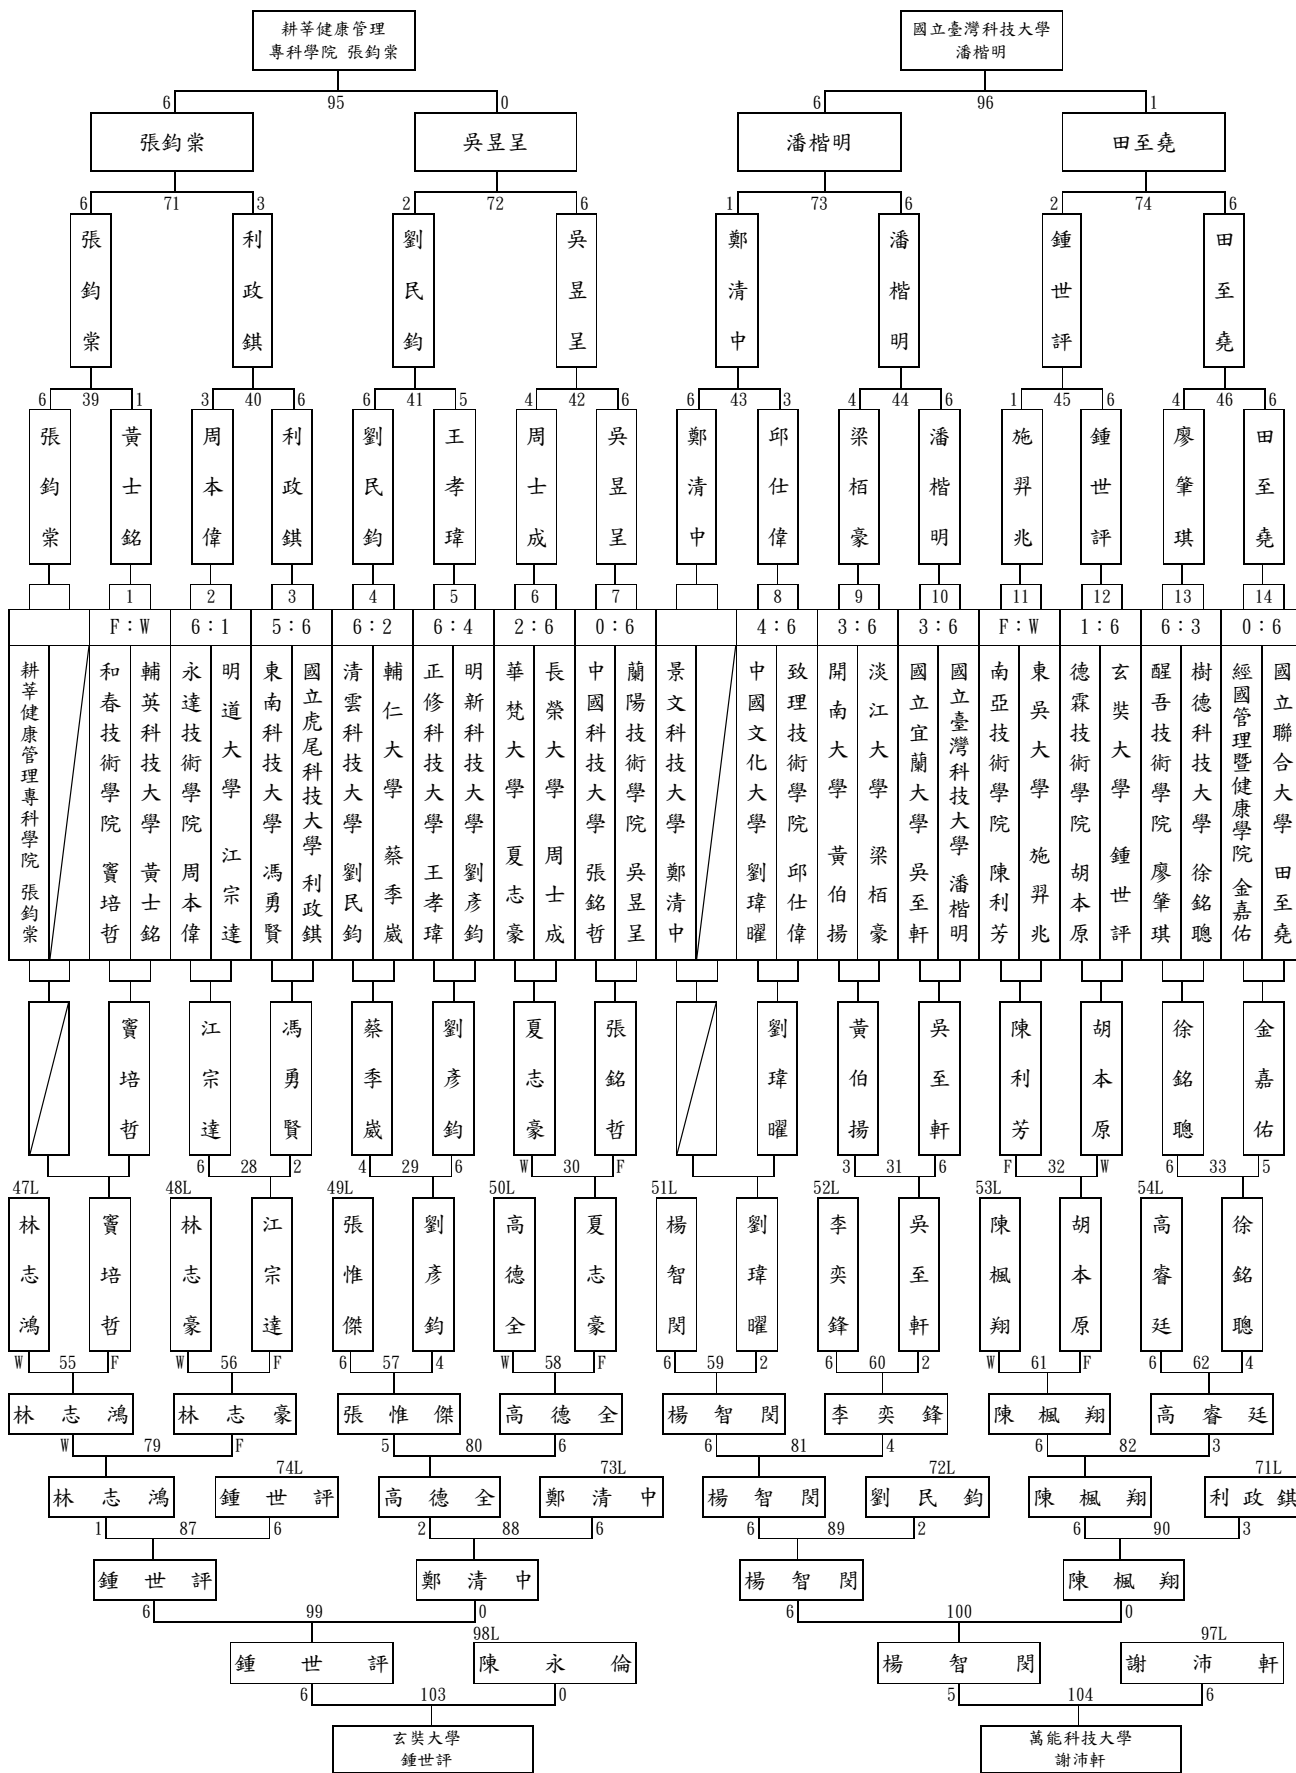 耕莘健康管理
專科學院 張鈞棠
國立臺灣科技大學
潘楷明
6 95 0 6 96 1
張鈞棠 吳昱呈 潘楷明 田至堯
6 71 3 2 72 6 1 73 6 2 74 6
張鈞棠 利政錤 劉民鈞 吳昱呈 鄭清中 潘楷明 鍾世評 田至堯
6 39 1 3 40 6 6 41 5 4 42 6 6 43 3 4 44 6 1 45 6 4 46 6
張鈞棠 黃士銘 周本偉 利政錤 劉民鈞 王孝瑋 周士成 吳昱呈 鄭清中 邱仕偉 梁栢豪 潘楷明 施羿兆 鍾世評 廖肇琪 田至堯
1 2 3 4 5 6 7 8 9 10 11 12 13 14
F:W 6:1 5:6 6:2 6:4 2:6 0:6 4:6 3:6 3:6 F:W 1:6 6:3 0:6
耕莘健康管理專科學院 張鈞棠
和春技術學院 竇培哲
輔英科技大學 黃士銘
永達技術學院 周本偉
明道大學 江宗達
東南科技大學 馮勇賢
國立虎尾科技大學 利政錤
清雲科技大學 劉民鈞
輔仁大學 蔡季崴
正修科技大學 王孝瑋
明新科技大學 劉彥鈞
華梵大學 夏志豪
長榮大學 周士成
中國科技大學 張銘哲
蘭陽技術學院 吳昱呈
景文科技大學 鄭清中
中國文化大學 劉瑋曜
致理技術學院 邱仕偉
開南大學 黃伯揚
淡江大學 梁栢豪
國立宜蘭大學 吳至軒
國立臺灣科技大學 潘楷明
南亞技術學院 陳利芳
東吳大學 施羿兆
德霖技術學院 胡本原
玄奘大學 鍾世評
醒吾技術學院 廖肇琪
樹德科技大學 徐銘聰
經國管理暨健康學院 金嘉佑
國立聯合大學 田至堯
竇培哲 江宗達 馮勇賢 蔡季崴 劉彥鈞 夏志豪 張銘哲 劉瑋曜 黃伯揚 吳至軒 陳利芳 胡本原 徐銘聰 金嘉佑
6 28 2 4 29 6 W 30 F 3 31 6 F 32 W 6 33 5
47L 48L 49L 50L 51L 52L 53L 54L
林志鴻 竇培哲 林志豪 江宗達 張惟傑 劉彥鈞 高德全 夏志豪 楊智閔 劉瑋曜 李奕鋒 吳至軒 陳楓翔 胡本原 高睿廷 徐銘聰
W 55 F W 56 F 6 57 4 W 58 F 6 59 2 6 60 2 W 61 F 6 62 4
林志鴻 林志豪 張惟傑 高德全 楊智閔 李奕鋒 陳楓翔 高睿廷
W 79 F 5 80 6 6 81 4 6 82 3
74L 73L 72L 71L
林志鴻 鍾世評 高德全 鄭清中 楊智閔 劉民鈞 陳楓翔 利政錤
1 87 6 2 88 6 6 89 2 6 90 3
鍾世評 鄭清中 楊智閔 陳楓翔
6 99 0 6 100 0
98L 97L
鍾世評 陳永倫 楊智閔 謝沛軒
6 103 0 5 104 6
玄奘大學
鍾世評
萬能科技大學
謝沛軒